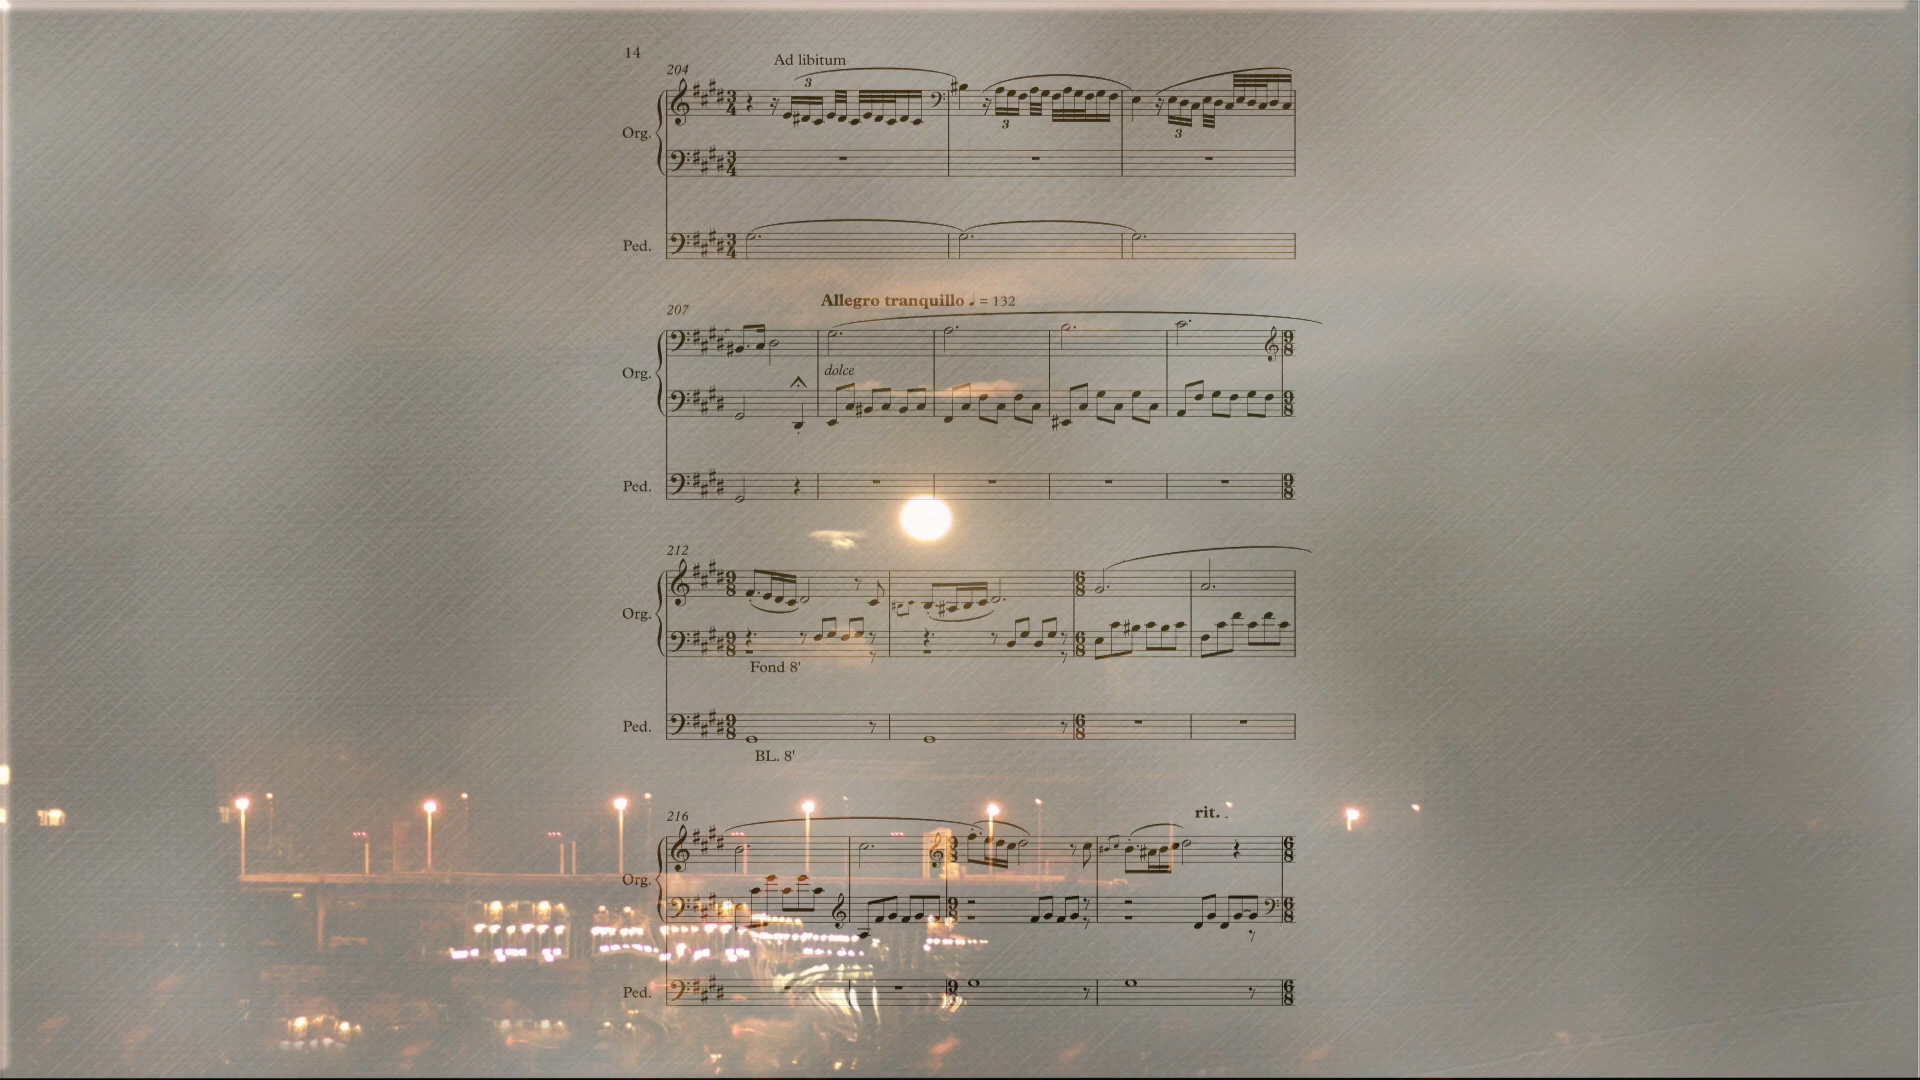 14
Ad libitum
204
3
3
3
Org.
Ped.
207
Allegro tranquillo ♩ = 132
Org.
dolce
Ped.
212
Org.
Fond 8'
Ped.
BL. 8'
216
rit.
Org.
Ped.